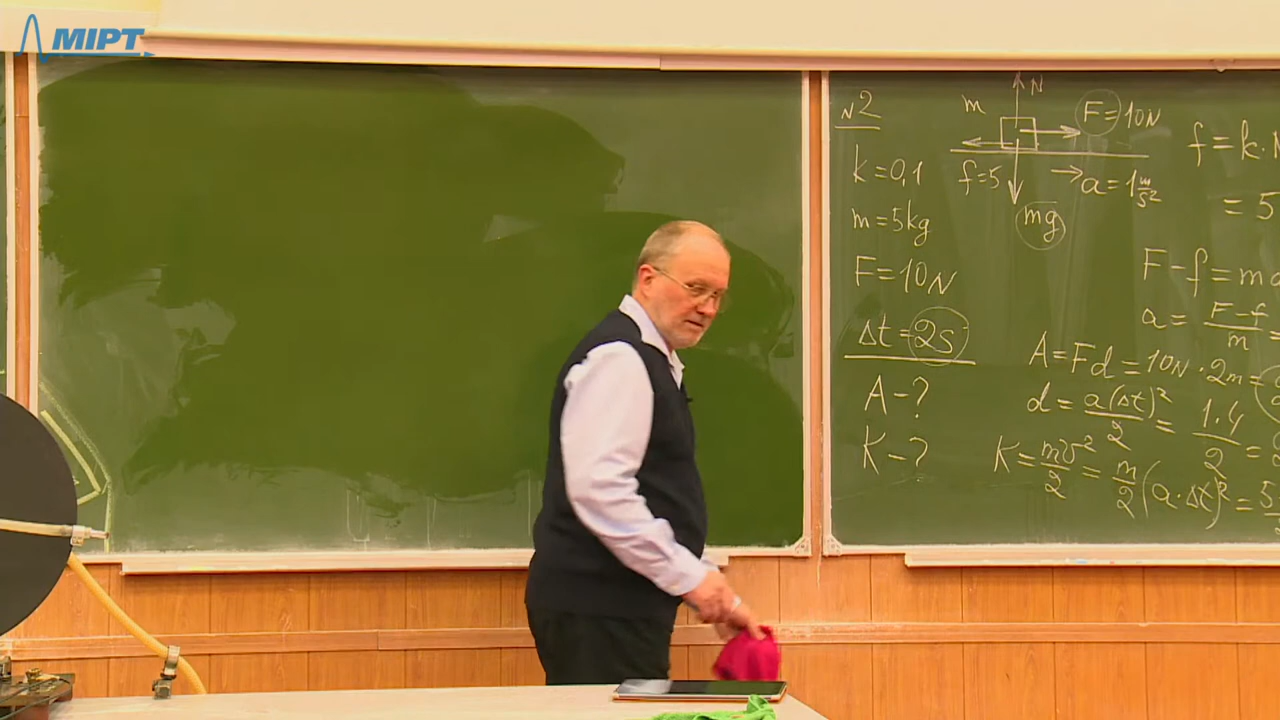 MIPT
N2
k=0,1
m=5kg
F=10N
Δt=2s
A-?
K-?
N
m
F=10N
f=5
→a=1 m/s²
mg
f=k·
=5
F-f=m
a=(F-f)/m=
A=Fd=10N·2m=
d=a(Δt)²/2=1·4/2=
K=mv²/2=m/2(a·Δt)²=5